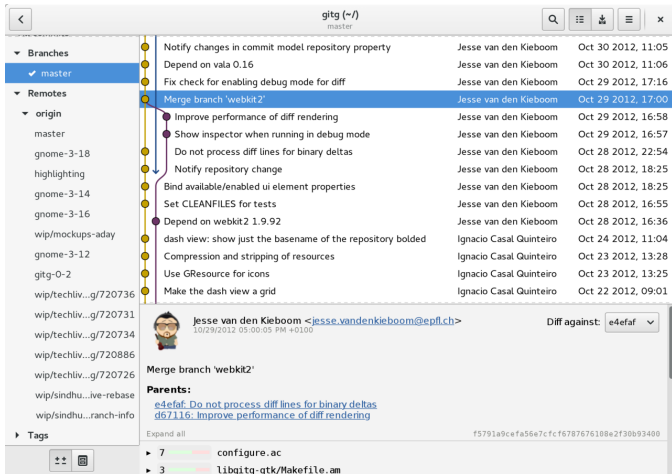 gitg (~/)
master
Branches
master
Remotes
origin
master
gnome-3-18
highlighting
gnome-3-14
gnome-3-16
wip/mockups-aday
gnome-3-12
gitg-0-2
wip/techliv...g/720736
wip/techliv...g/720731
wip/techliv...g/720734
wip/techliv...g/720886
wip/techliv...g/720726
wip/sindhu...ive-rebase
wip/sindhu...ranch-info
Tags
Notify changes in commit model repository property Jesse van den Kieboom Oct 30 2012, 11:05
Depend on vala 0.16 Jesse van den Kieboom Oct 30 2012, 11:06
Fix check for enabling debug mode for diff Jesse van den Kieboom Oct 29 2012, 17:16
Merge branch 'webkit2' Jesse van den Kieboom Oct 29 2012, 17:00
Improve performance of diff rendering Jesse van den Kieboom Oct 29 2012, 16:58
Show inspector when running in debug mode Jesse van den Kieboom Oct 29 2012, 16:57
Do not process diff lines for binary deltas Jesse van den Kieboom Oct 28 2012, 22:54
Notify repository change Jesse van den Kieboom Oct 28 2012, 18:25
Bind available/enabled ui element properties Jesse van den Kieboom Oct 28 2012, 18:25
Set CLEANFILES for tests Jesse van den Kieboom Oct 28 2012, 16:55
Depend on webkit2 1.9.92 Jesse van den Kieboom Oct 28 2012, 16:36
dash view: show just the basename of the repository bolded Ignacio Casal Quinteiro Oct 24 2012, 11:04
Compression and stripping of resources Ignacio Casal Quinteiro Oct 23 2012, 13:28
Use GResource for icons Ignacio Casal Quinteiro Oct 23 2012, 13:25
Make the dash view a grid Ignacio Casal Quinteiro Oct 22 2012, 09:01
Jesse van den Kieboom <jesse.vandenkieboom@epfl.ch>
10/29/2012 05:00:05 PM +0100
Diff against: e4efaf
Merge branch 'webkit2'
Parents:
e4efaf: Do not process diff lines for binary deltas
d67116: Improve performance of diff rendering
Expand all
7 configure.ac
3 libgitg-gtk/Makefile.am